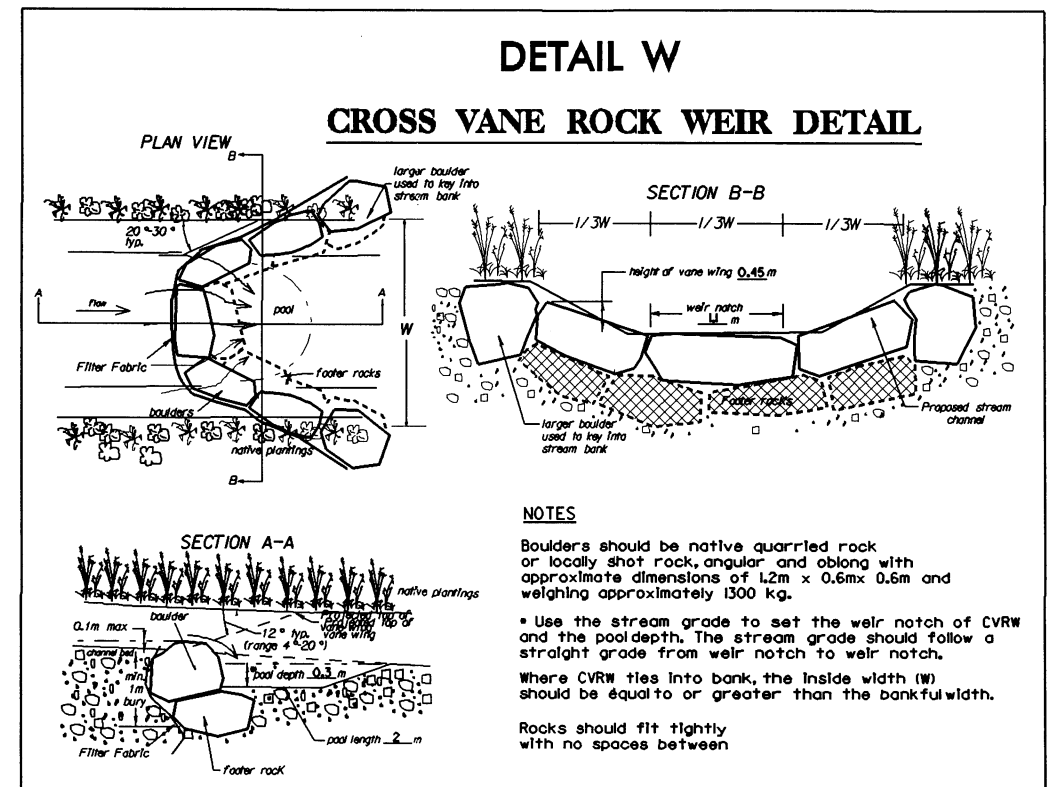 DETAIL W
CROSS VANE ROCK WEIR DETAIL
PLAN VIEW
B
larger boulder
used to key into
stream bank
20°-30°
typ.
A
A
flow
pool
W
Filter Fabric
footer rocks
boulders
native plantings
B
SECTION B-B
1/3W
1/3W
1/3W
height of vane wing 0.45 m
weir notch
1.1 m
Footer rocks
larger boulder
used to key into
stream bank
Proposed stream
channel
SECTION A-A
native plantings
boulder
vane wing
0.1m max
12° typ.
(range 4°-20°)
channel bed
min.
1m
bury
*pool depth 0.3 m
pool length 2 m
Filter Fabric
footer rock
NOTES
Boulders should be native quarried rock
or locally shot rock, angular and oblong with
approximate dimensions of 1.2m x 0.6mx 0.6m and
weighing approximately 1300 kg.
* Use the stream grade to set the weir notch of CVRW
and the pool depth. The stream grade should follow a
straight grade from weir notch to weir notch.
Where CVRW ties into bank, the inside width (W)
should be equal to or greater than the bankful width.
Rocks should fit tightly
with no spaces between